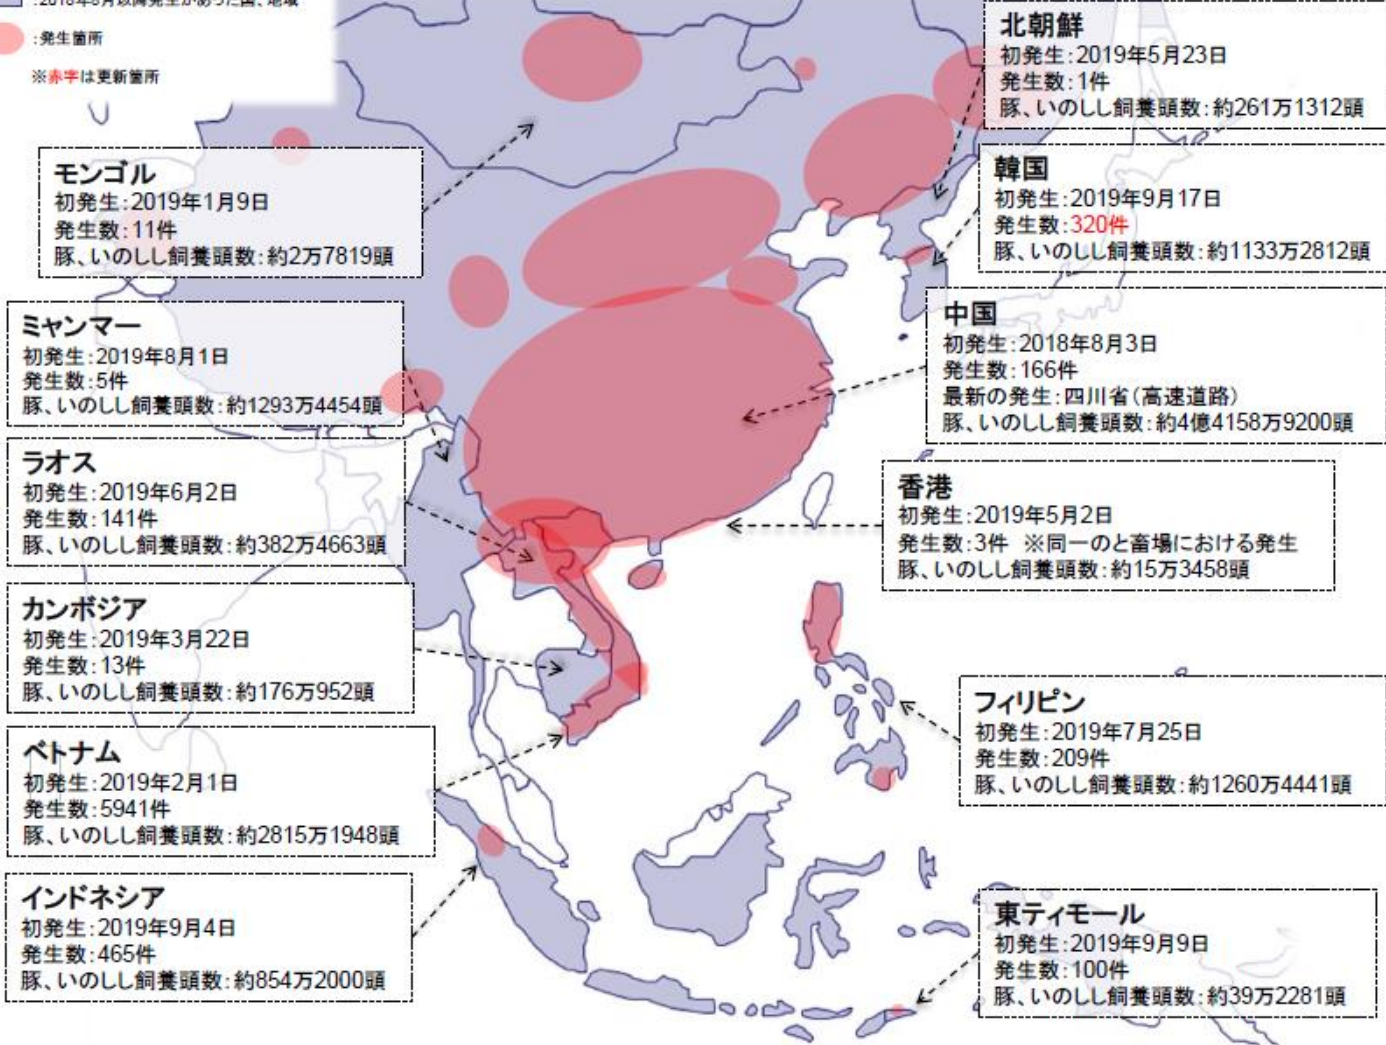 :2018年8月以降発生があった国、地域
:発生箇所
※赤字は更新箇所
モンゴル
初発生:2019年1月9日
発生数:11件
豚、いのしし飼養頭数:約2万7819頭
ミャンマー
初発生:2019年8月1日
発生数:5件
豚、いのしし飼養頭数:約1293万4454頭
ラオス
初発生:2019年6月2日
発生数:141件
豚、いのしし飼養頭数:約382万4663頭
カンボジア
初発生:2019年3月22日
発生数:13件
豚、いのしし飼養頭数:約176万952頭
ベトナム
初発生:2019年2月1日
発生数:5941件
豚、いのしし飼養頭数:約2815万1948頭
インドネシア
初発生:2019年9月4日
発生数:465件
豚、いのしし飼養頭数:約854万2000頭
北朝鮮
初発生:2019年5月23日
発生数:1件
豚、いのしし飼養頭数:約261万1312頭
韓国
初発生:2019年9月17日
発生数:320件
豚、いのしし飼養頭数:約1133万2812頭
中国
初発生:2018年8月3日
発生数:166件
最新の発生:四川省(高速道路)
豚、いのしし飼養頭数:約4億4158万9200頭
香港
初発生:2019年5月2日
発生数:3件 ※同一のと畜場における発生
豚、いのしし飼養頭数:約15万3458頭
フィリピン
初発生:2019年7月25日
発生数:209件
豚、いのしし飼養頭数:約1260万4441頭
東ティモール
初発生:2019年9月9日
発生数:100件
豚、いのしし飼養頭数:約39万2281頭